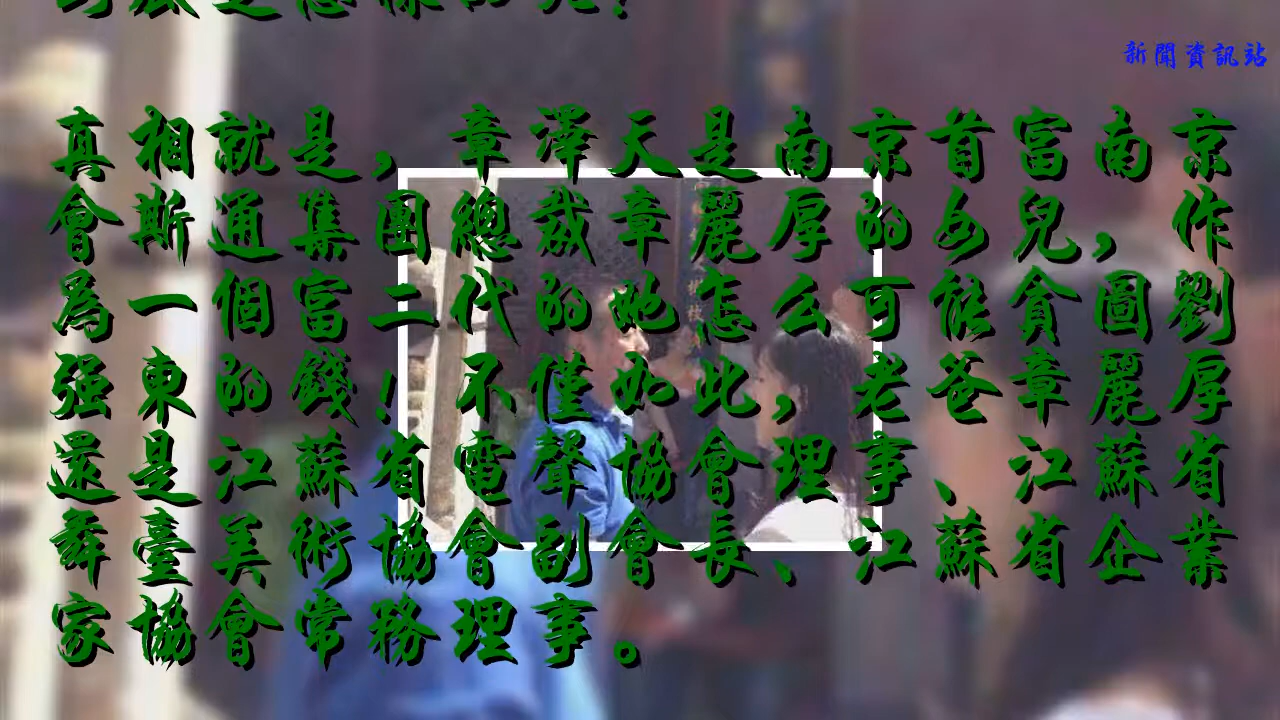 新聞資訊站
真相就是，章澤天是南京首富南京
會斯通集團總裁章麗厚的女兒，作
為一個富二代的她怎么可能貪圖劉
强東的錢！不僅如此，老爸章麗厚
還是江蘇省電聲協會理事、江蘇省
舞臺美術協會副會長、江蘇省企業
家協會常務理事。